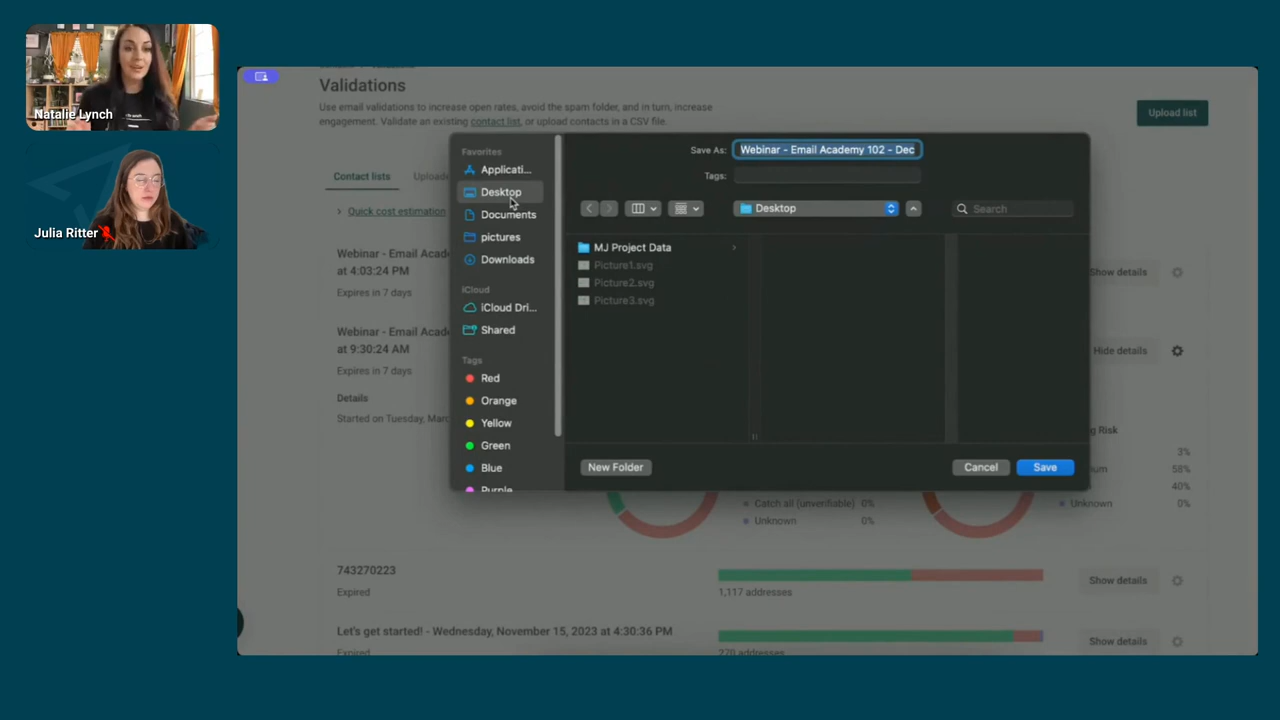 Natalie Lynch
Julia Ritter
Validations
Use email validations to increase open rates, avoid the spam folder, and in turn, increase
engagement. Validate an existing contact list, or upload contacts in a CSV file.
Upload list
Contact lists
Quick cost estimation
Webinar - Email Acad
at 4:03:24 PM
Expires in 7 days
Show details
Webinar - Email Acad
at 9:30:24 AM
Expires in 7 days
Hide details
Details
Started on Tuesday, Marc
Favorites
Applicati...
Desktop
Documents
pictures
Downloads
iCloud
iCloud Dri...
Shared
Tags
Red
Orange
Yellow
Green
Blue
Purple
Save As: Webinar - Email Academy 102 - Dec
Tags:
Desktop
Search
MJ Project Data
Picture1.svg
Picture2.svg
Picture3.svg
New Folder
Cancel
Save
g Risk
3%
ium 58%
40%
Unknown 0%
Catch all (unverifiable) 0%
Unknown 0%
743270223
Expired
1,117 addresses
Show details
Let's get started! - Wednesday, November 15, 2023 at 4:30:36 PM
Expired
270 addresses
Show details